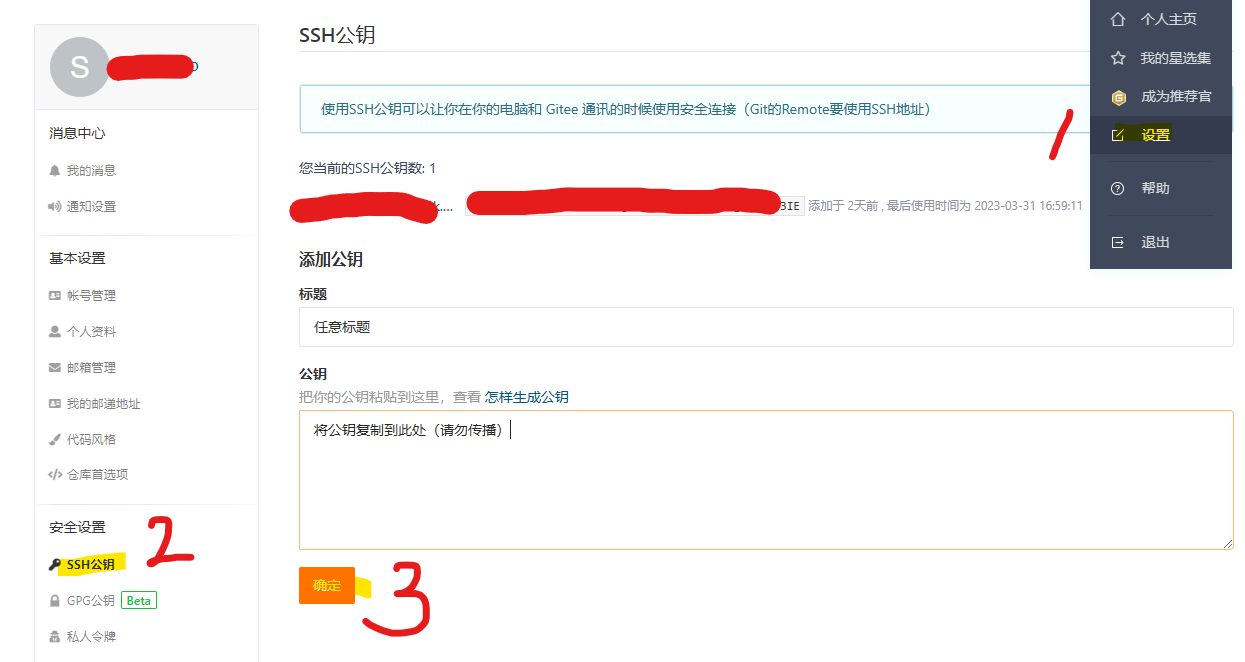 S
SSH公钥
使用SSH公钥可以让你在你的电脑和 Gitee 通讯的时候使用安全连接（Git的Remote要使用SSH地址）
您当前的SSH公钥数: 1
k....
3IE 添加于 2天前 , 最后使用时间为 2023-03-31 16:59:11
添加公钥
标题
任意标题
公钥
把你的公钥粘贴到这里，查看 怎样生成公钥
将公钥复制到此处（请勿传播）
确定
3
消息中心
我的消息
通知设置
基本设置
帐号管理
个人资料
邮箱管理
我的邮递地址
代码风格
仓库首选项
安全设置
2
SSH公钥
GPG公钥 Beta
私人令牌
个人主页
我的星选集
成为推荐官
1
设置
帮助
退出